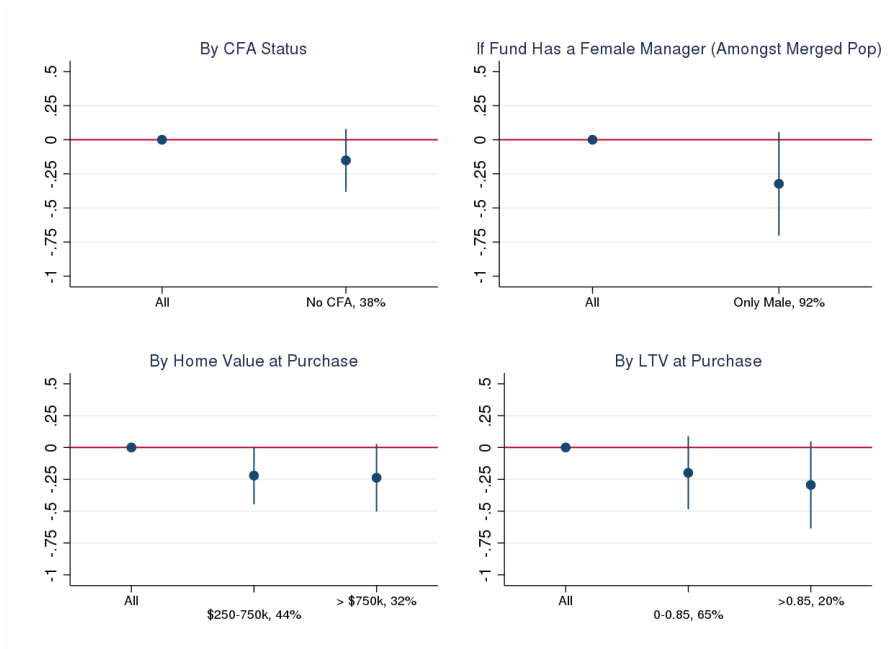 By CFA Status
.5
.25
0
-.25
-.5
-.75
-1
All
No CFA, 38%
If Fund Has a Female Manager (Amongst Merged Pop)
.5
.25
0
-.25
-.5
-.75
-1
All
Only Male, 92%
By Home Value at Purchase
.5
.25
0
-.25
-.5
-.75
-1
All
$250-750k, 44%
> $750k, 32%
By LTV at Purchase
.5
.25
0
-.25
-.5
-.75
-1
All
0-0.85, 65%
>0.85, 20%